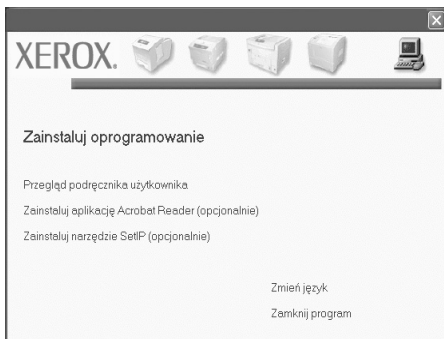 XEROX.
Zainstaluj oprogramowanie
Przegląd podręcznika użytkownika
Zainstaluj aplikację Acrobat Reader (opcjonalnie)
Zainstaluj narzędzie SetIP (opcjonalnie)
Zmień język
Zamknij program